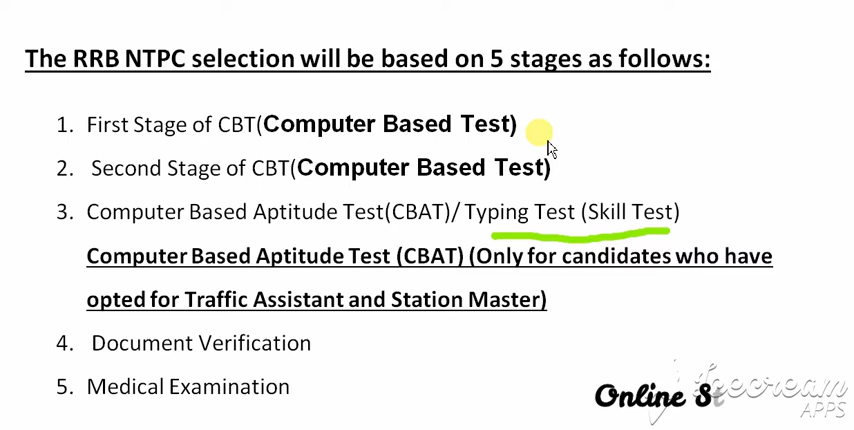 The RRB NTPC selection will be based on 5 stages as follows:
1. First Stage of CBT(Computer Based Test)
2. Second Stage of CBT(Computer Based Test)
3. Computer Based Aptitude Test(CBAT)/ Typing Test (Skill Test)
Computer Based Aptitude Test (CBAT) (Only for candidates who have
opted for Traffic Assistant and Station Master)
4. Document Verification
5. Medical Examination
Online St
Icecream
APPS